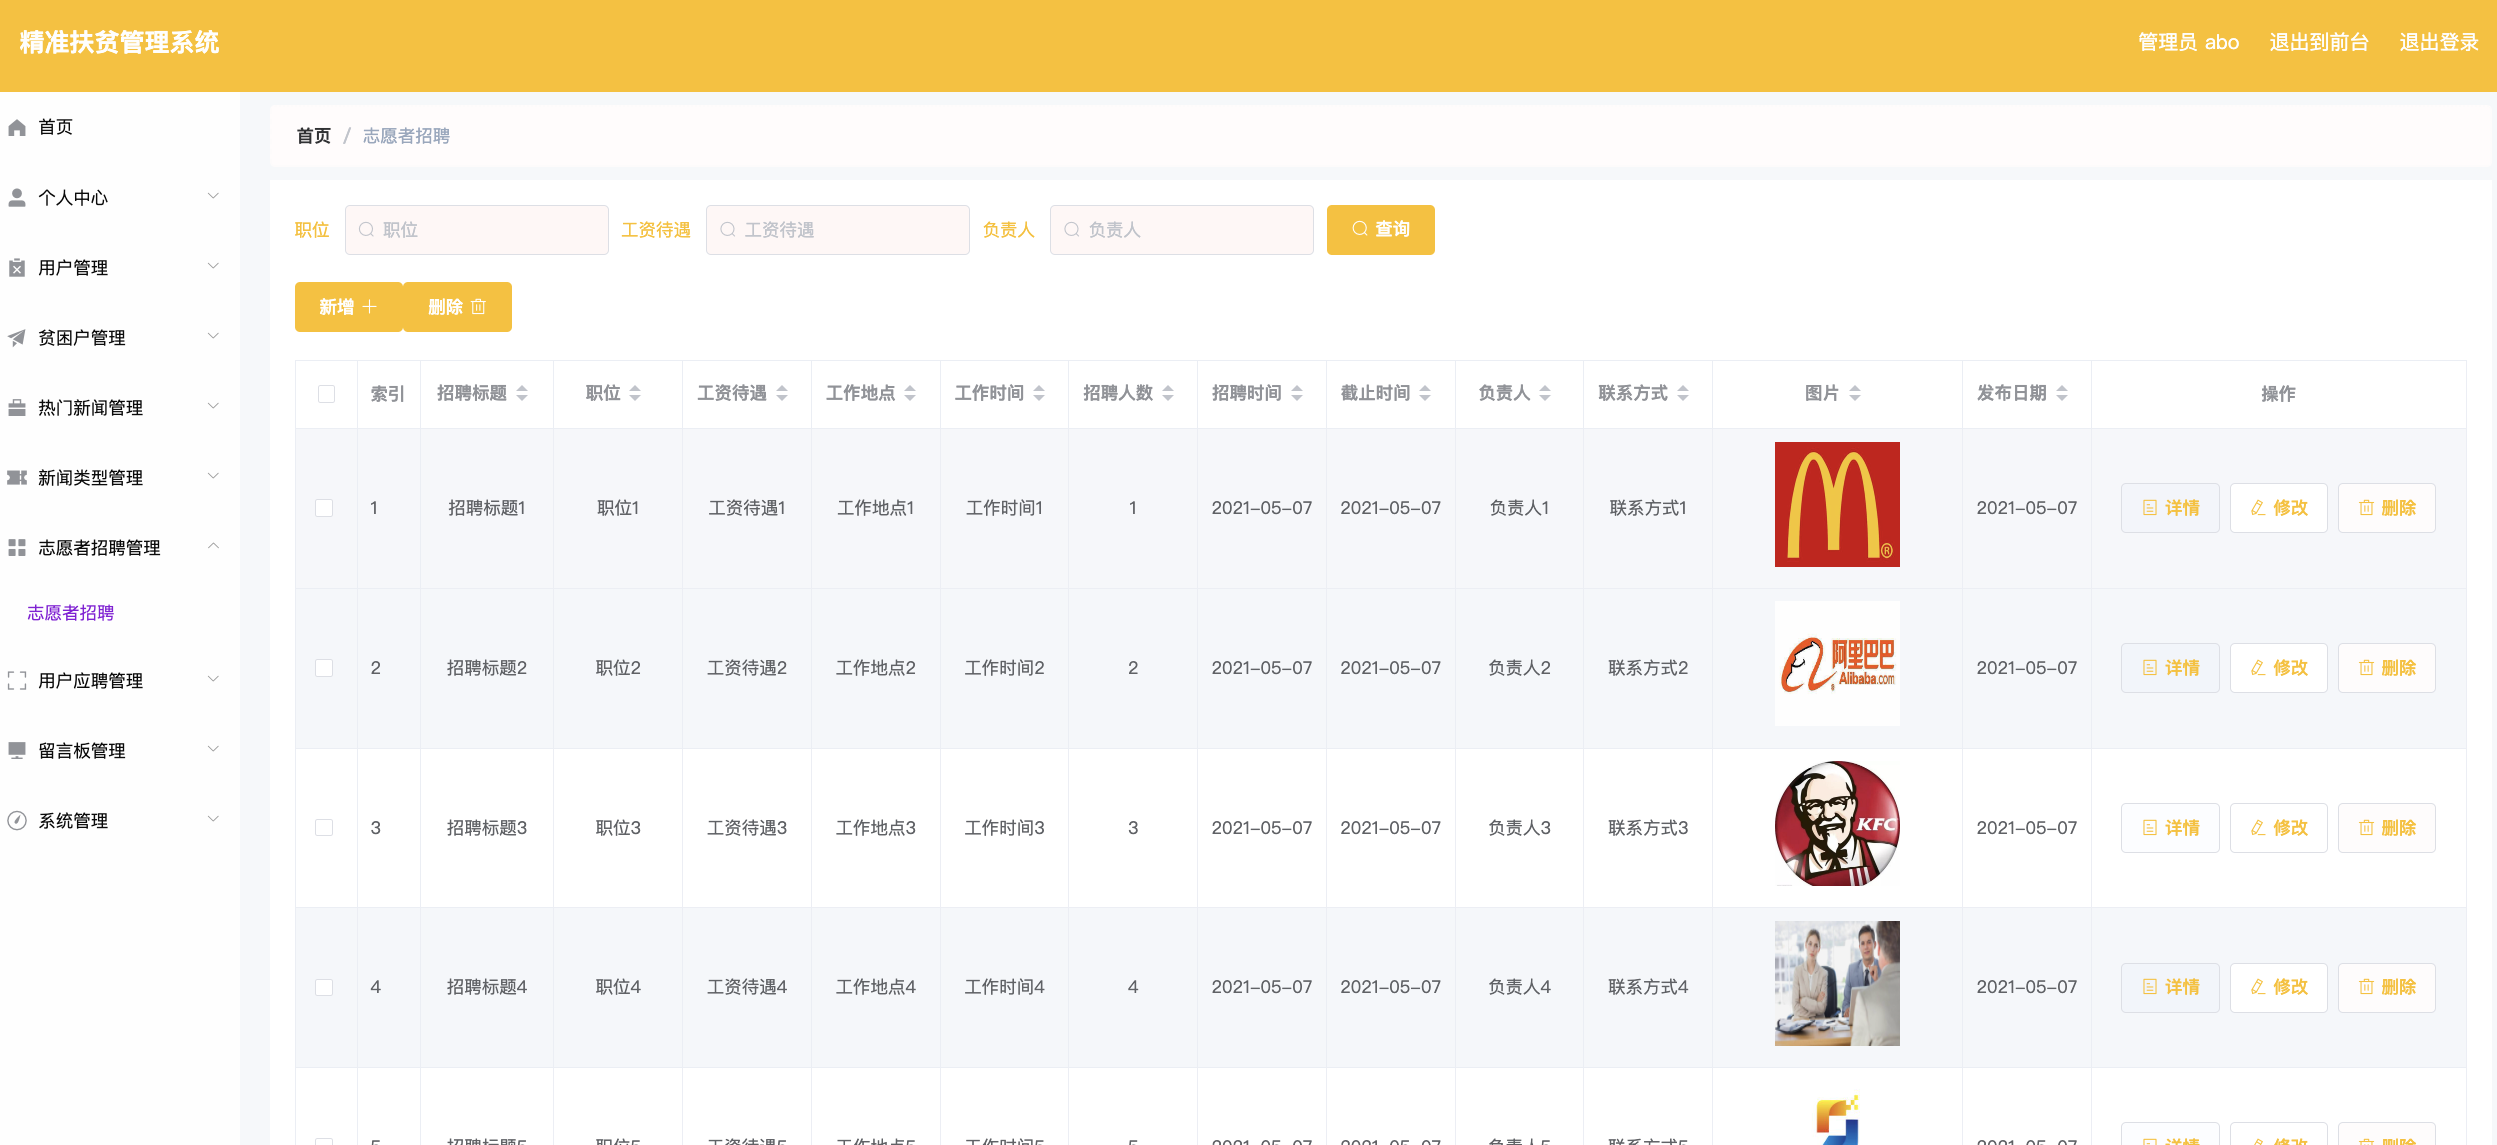 精准扶贫管理系统
管理员 abo 退出到前台 退出登录
首页
个人中心
用户管理
贫困户管理
热门新闻管理
新闻类型管理
志愿者招聘管理
志愿者招聘
用户应聘管理
留言板管理
系统管理
首页 / 志愿者招聘
职位 职位 工资待遇 工资待遇 负责人 负责人 查询
新增 删除
索引 招聘标题 职位 工资待遇 工作地点 工作时间 招聘人数 招聘时间 截止时间 负责人 联系方式 图片 发布日期 操作
1 招聘标题1 职位1 工资待遇1 工作地点1 工作时间1 1 2021-05-07 2021-05-07 负责人1 联系方式1 ® 2021-05-07 详情 修改 删除
阿里巴巴
Alibaba.com
2 招聘标题2 职位2 工资待遇2 工作地点2 工作时间2 2 2021-05-07 2021-05-07 负责人2 联系方式2 2021-05-07 详情 修改 删除
3 招聘标题3 职位3 工资待遇3 工作地点3 工作时间3 3 2021-05-07 2021-05-07 负责人3 联系方式3 KFC 2021-05-07 详情 修改 删除
4 招聘标题4 职位4 工资待遇4 工作地点4 工作时间4 4 2021-05-07 2021-05-07 负责人4 联系方式4 2021-05-07 详情 修改 删除
5 招聘标题5 职位5 工资待遇5 工作地点5 工作时间5 5 2021-05-07 2021-05-07 负责人5 联系方式5 2021-05-07 详情 修改 删除